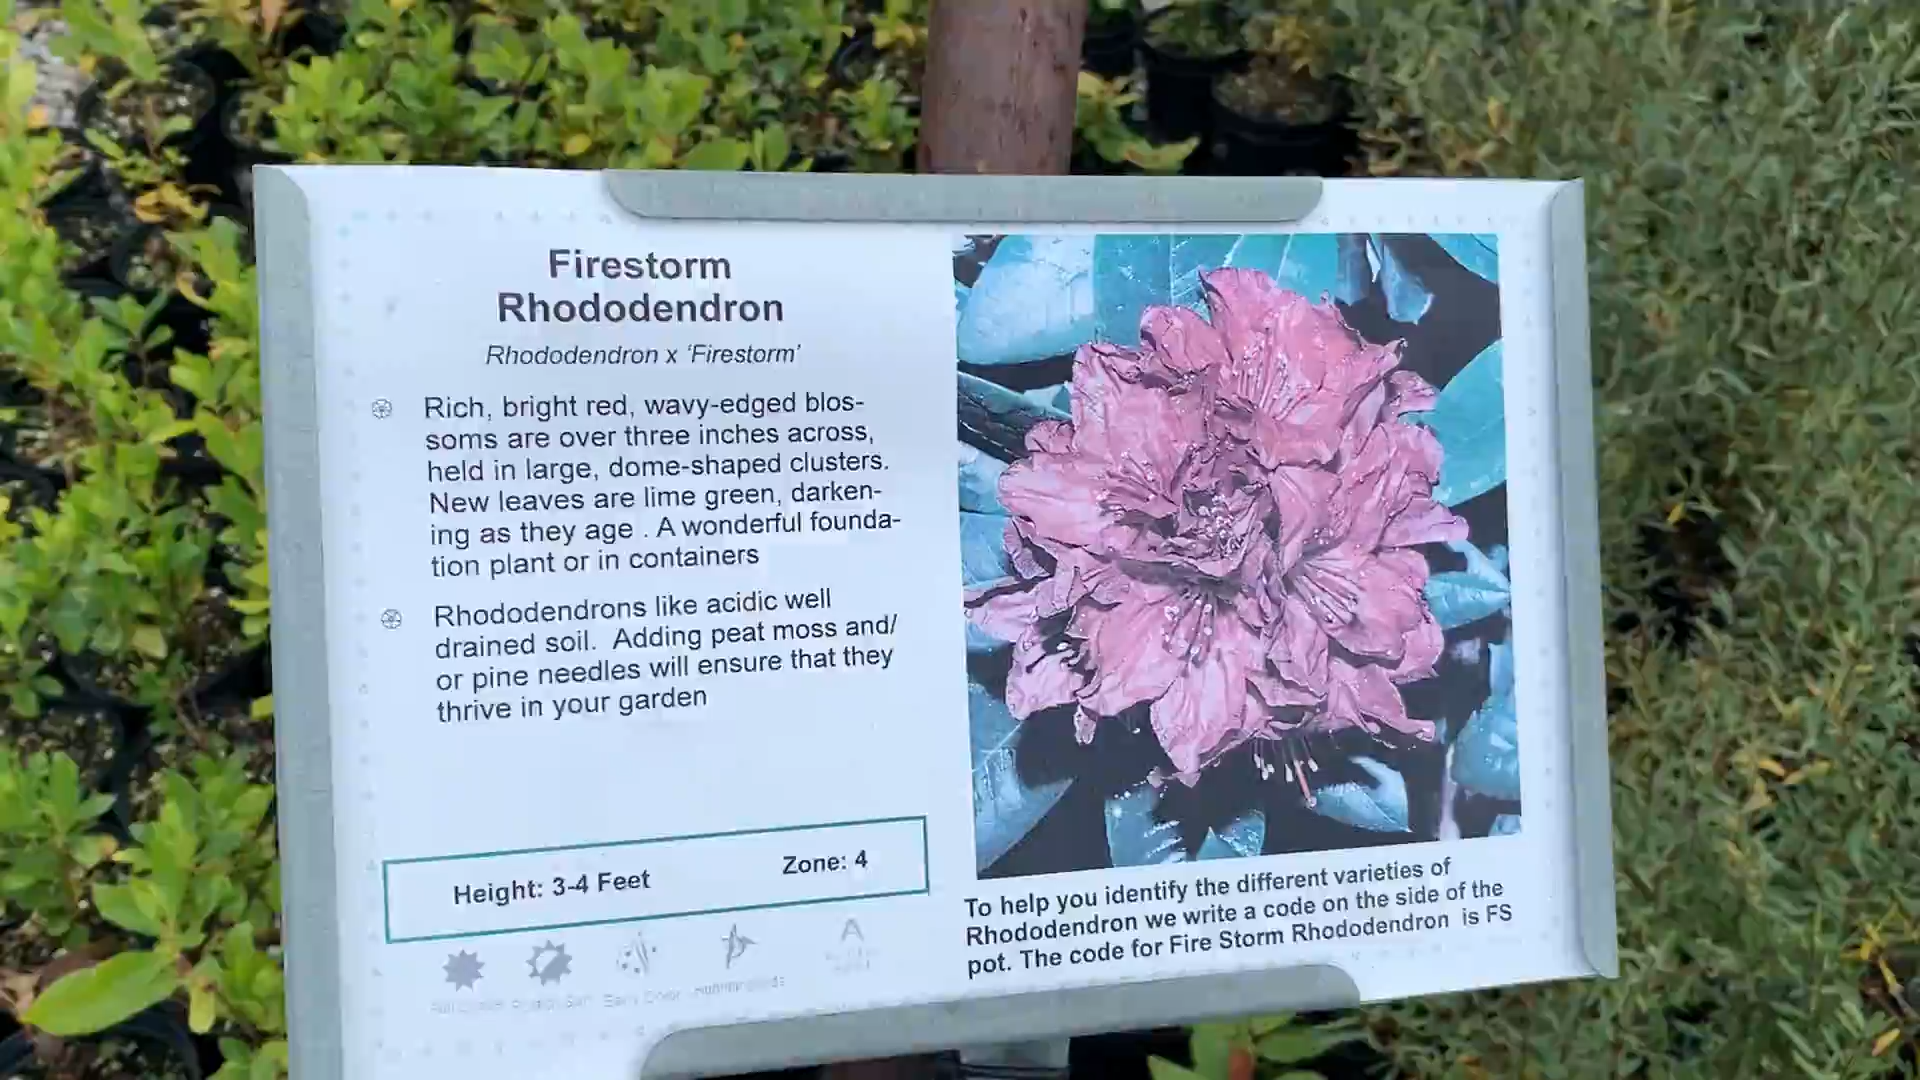 Firestorm
Rhododendron
Rhododendron x ‘Firestorm’
Rich, bright red, wavy-edged blos-
soms are over three inches across,
held in large, dome-shaped clusters.
New leaves are lime green, darken-
ing as they age . A wonderful founda-
tion plant or in containers
Rhododendrons like acidic well
drained soil. Adding peat moss and/
or pine needles will ensure that they
thrive in your garden
Height: 3-4 Feet Zone: 4
A
To help you identify the different varieties of
Rhododendron we write a code on the side of the
pot. The code for Fire Storm Rhododendron is FS